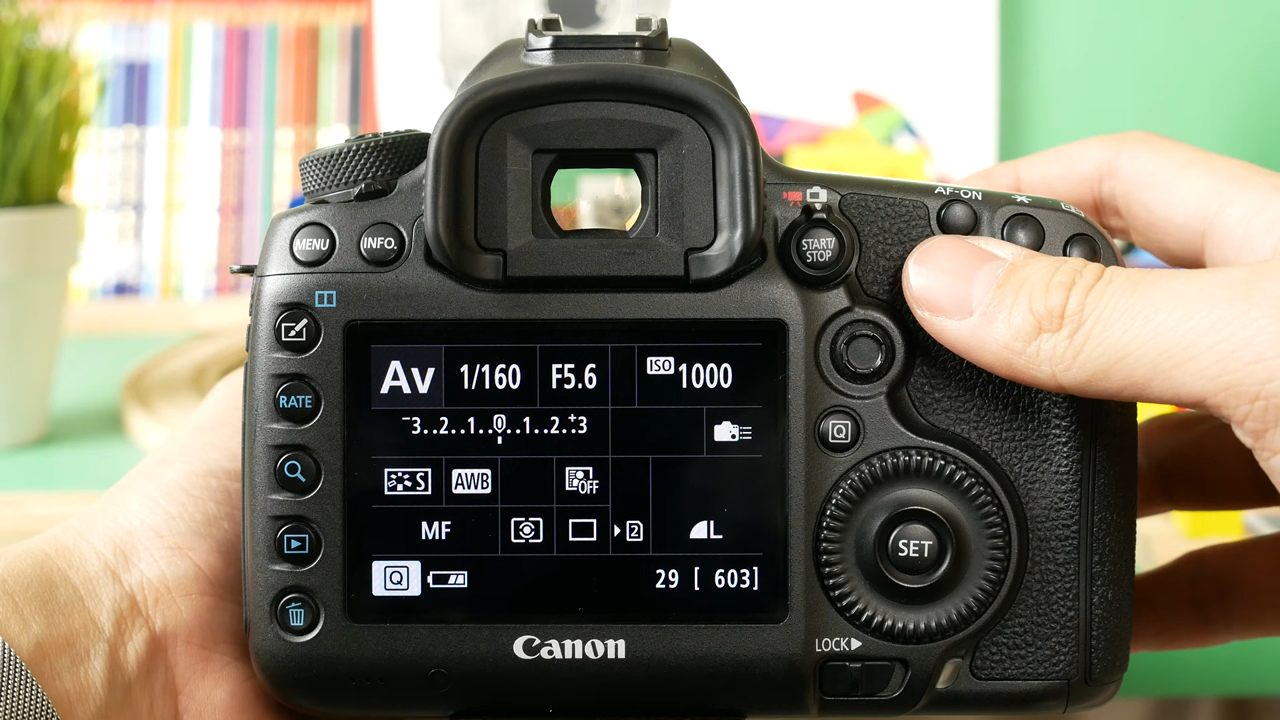 AF-ON
MENU
INFO.
START/
STOP
RATE
Av 1/160 F5.6 ISO 1000
-3..2..1..0..1..2..+3
S AWB OFF
MF 2 L
Q
Q 29 [ 603]
SET
Canon
LOCK